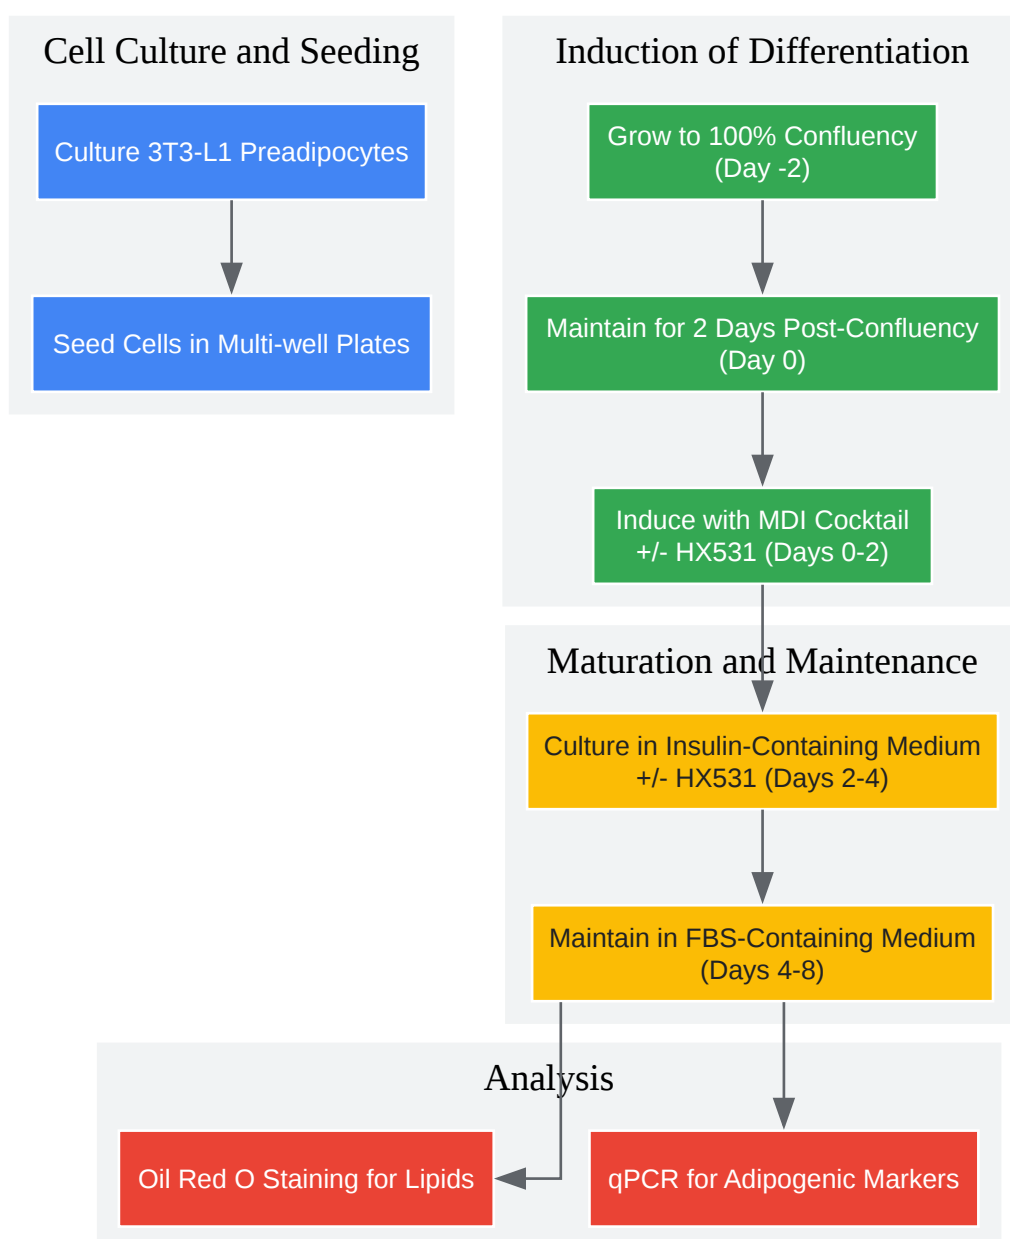 Cell Culture and Seeding
Culture 3T3-L1 Preadipocytes
Seed Cells in Multi-well Plates
Induction of Differentiation
Grow to 100% Confluency
(Day -2)
Maintain for 2 Days Post-Confluency
(Day 0)
Induce with MDI Cocktail
+/- HX531 (Days 0-2)
Maturation and Maintenance
Culture in Insulin-Containing Medium
+/- HX531 (Days 2-4)
Maintain in FBS-Containing Medium
(Days 4-8)
Analysis
Oil Red O Staining for Lipids
qPCR for Adipogenic Markers